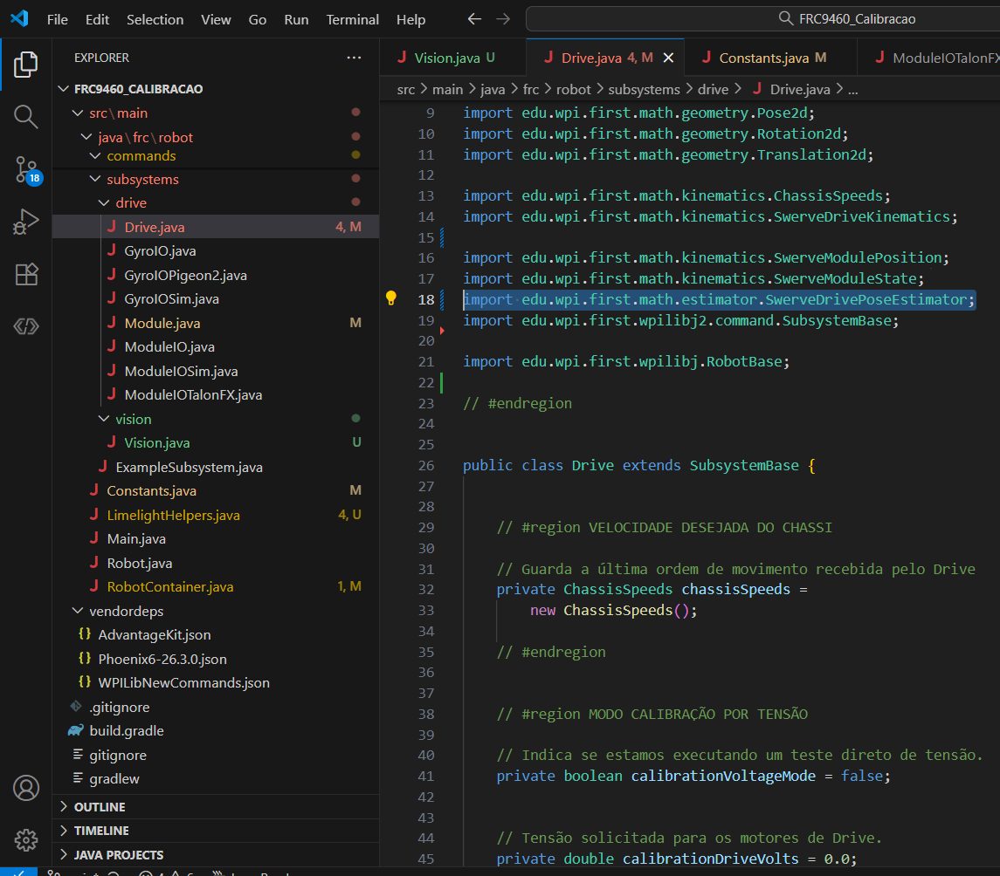 File Edit Selection View Go Run Terminal Help
FRC9460_Calibracao
EXPLORER
Vision.java U
Drive.java 4, M
Constants.java M
ModuleIOTalonFX
src > main > java > frc > robot > subsystems > drive > Drive.java > ...
FRC9460_CALIBRACAO
src\main
java\frc\robot
commands
subsystems
drive
Drive.java 4, M
GyroIO.java
GyroIOPigeon2.java
GyroIOSim.java
Module.java M
ModuleIO.java
ModuleIOSim.java
ModuleIOTalonFX.java
vision
Vision.java U
ExampleSubsystem.java
Constants.java M
LimelightHelpers.java 4, U
Main.java
Robot.java
RobotContainer.java 1, M
vendordeps
{} AdvantageKit.json
{} Phoenix6-26.3.0.json
{} WPILibNewCommands.json
.gitignore
build.gradle
gitignore
gradlew
OUTLINE
TIMELINE
JAVA PROJECTS
18
9 import edu.wpi.first.math.geometry.Pose2d;
10 import edu.wpi.first.math.geometry.Rotation2d;
11 import edu.wpi.first.math.geometry.Translation2d;
12
13 import edu.wpi.first.math.kinematics.ChassisSpeeds;
14 import edu.wpi.first.math.kinematics.SwerveDriveKinematics;
15
16 import edu.wpi.first.math.kinematics.SwerveModulePosition;
17 import edu.wpi.first.math.kinematics.SwerveModuleState;
18 import edu.wpi.first.math.estimator.SwerveDrivePoseEstimator;
19 import edu.wpi.first.wpilibj2.command.SubsystemBase;
20
21 import edu.wpi.first.wpilibj.RobotBase;
22
23 // #endregion
24
25
26 public class Drive extends SubsystemBase {
27
28
29 // #region VELOCIDADE DESEJADA DO CHASSI
30
31 // Guarda a última ordem de movimento recebida pelo Drive
32 private ChassisSpeeds chassisSpeeds =
33 new ChassisSpeeds();
34
35 // #endregion
36
37
38 // #region MODO CALIBRAÇÃO POR TENSÃO
39
40 // Indica se estamos executando um teste direto de tensão.
41 private boolean calibrationVoltageMode = false;
42
43
44 // Tensão solicitada para os motores de Drive.
45 private double calibrationDriveVolts = 0.0;